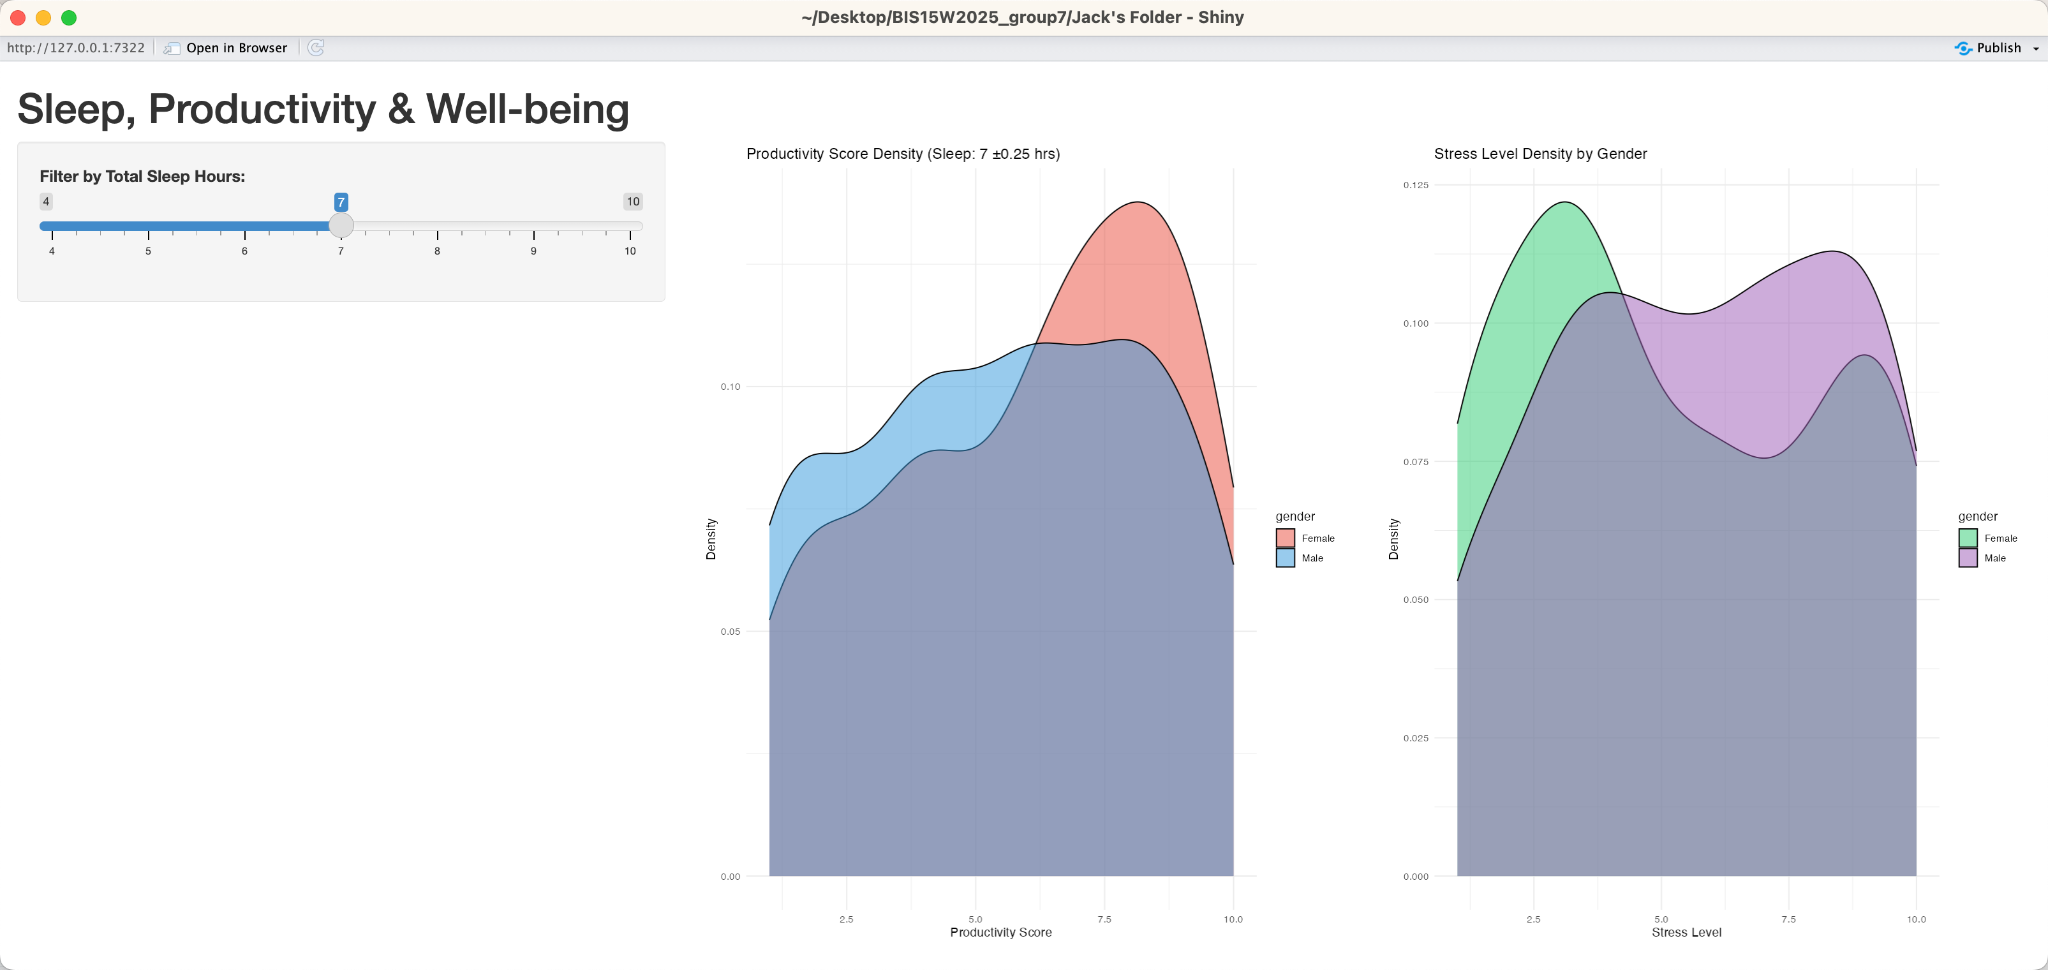 ~/Desktop/BIS15W2025_group7/Jack's Folder - Shiny
http://127.0.0.1:7322 Open in Browser Publish
Sleep, Productivity & Well-being
Filter by Total Sleep Hours:
4 7 10
4 5 6 7 8 9 10
Productivity Score Density (Sleep: 7 ±0.25 hrs)
Density
0.10
0.05
0.00
2.5 5.0 7.5 10.0
Productivity Score
gender
Female
Male
Stress Level Density by Gender
Density
0.125
0.100
0.075
0.050
0.025
0.000
2.5 5.0 7.5 10.0
Stress Level
gender
Female
Male